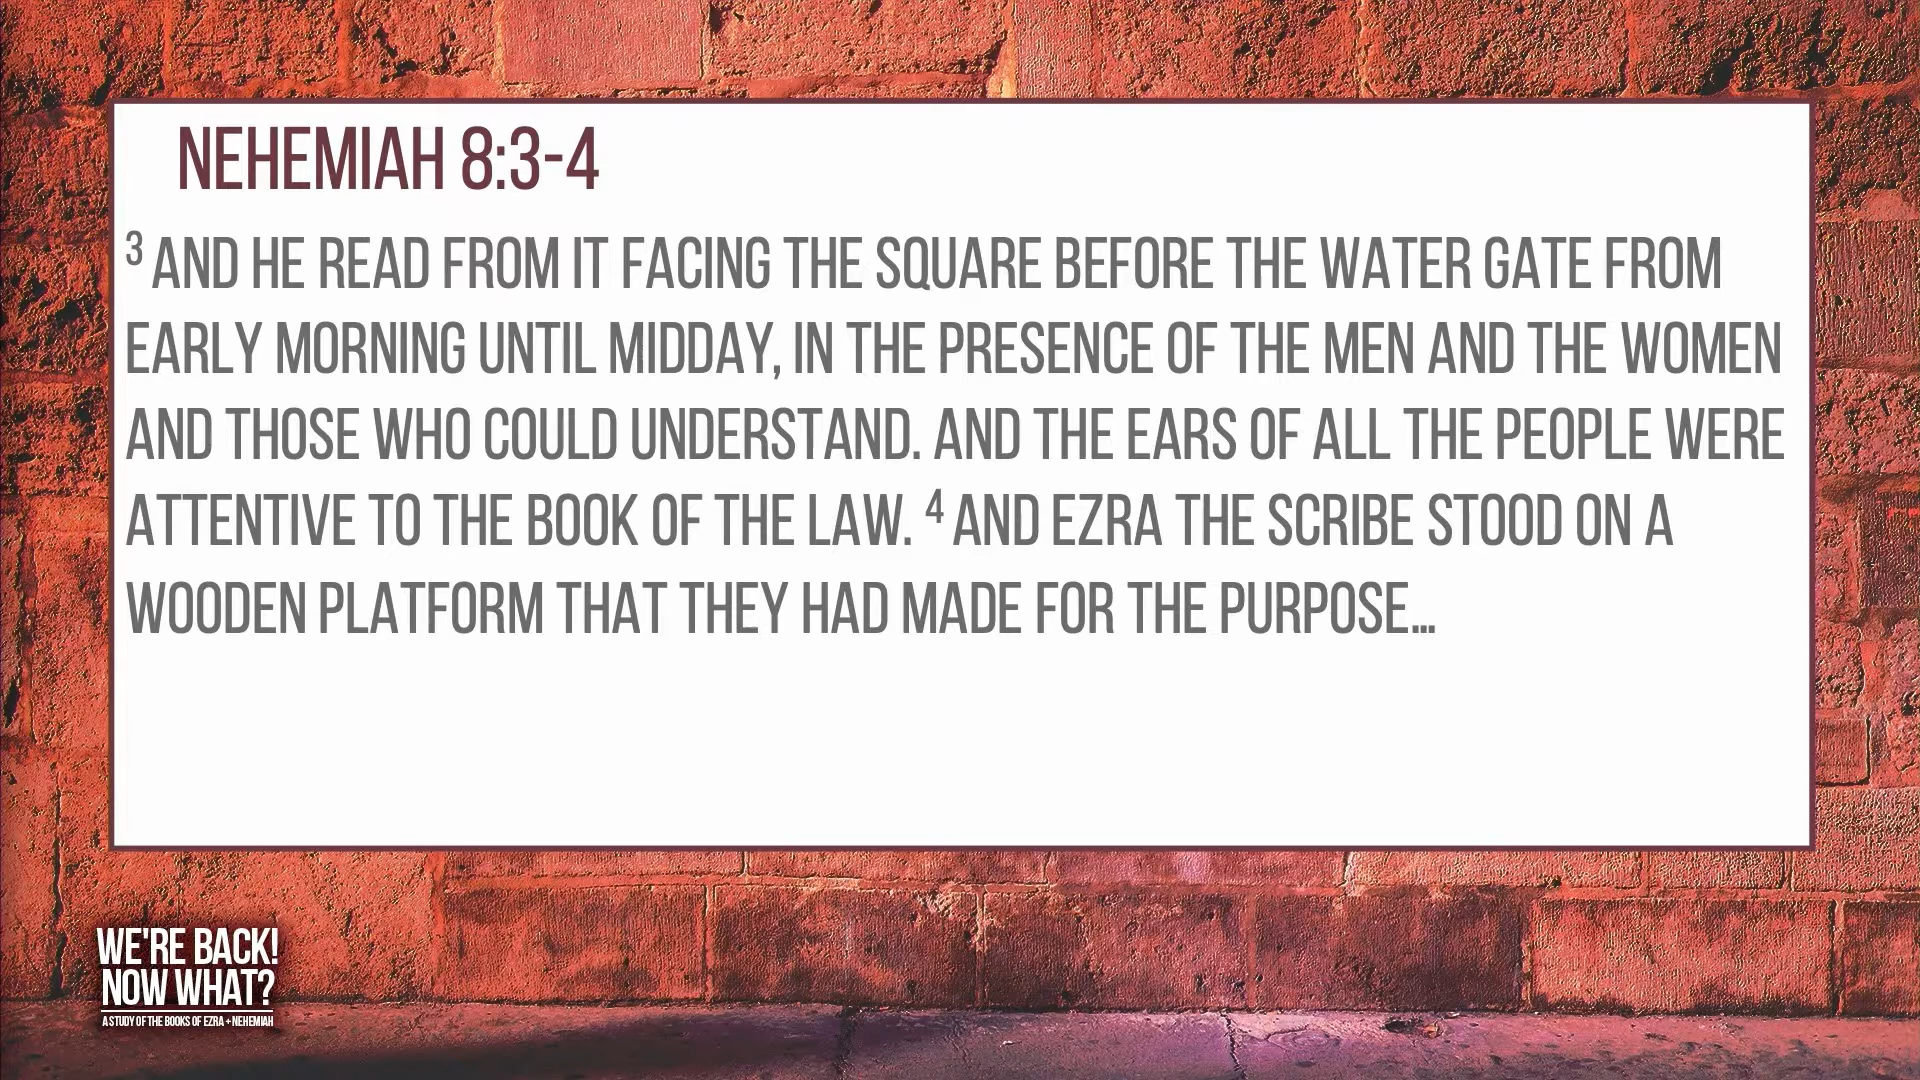 NEHEMIAH 8:3-4
3 AND HE READ FROM IT FACING THE SQUARE BEFORE THE WATER GATE FROM
EARLY MORNING UNTIL MIDDAY, IN THE PRESENCE OF THE MEN AND THE WOMEN
AND THOSE WHO COULD UNDERSTAND. AND THE EARS OF ALL THE PEOPLE WERE
ATTENTIVE TO THE BOOK OF THE LAW. 4 AND EZRA THE SCRIBE STOOD ON A
WOODEN PLATFORM THAT THEY HAD MADE FOR THE PURPOSE…
WE'RE BACK!
NOW WHAT?
A STUDY OF THE BOOKS OF EZRA + NEHEMIAH